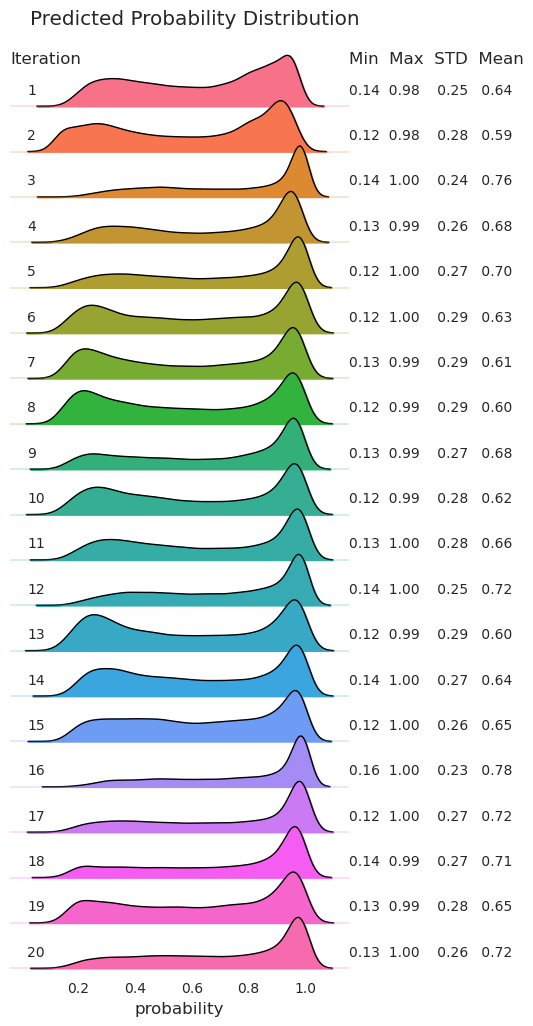 Predicted Probability Distribution
Iteration Min Max STD Mean
1 0.14 0.98 0.25 0.64
2 0.12 0.98 0.28 0.59
3 0.14 1.00 0.24 0.76
4 0.13 0.99 0.26 0.68
5 0.12 1.00 0.27 0.70
6 0.12 1.00 0.29 0.63
7 0.13 0.99 0.29 0.61
8 0.12 0.99 0.29 0.60
9 0.13 0.99 0.27 0.68
10 0.12 0.99 0.28 0.62
11 0.13 1.00 0.28 0.66
12 0.14 1.00 0.25 0.72
13 0.12 0.99 0.29 0.60
14 0.14 1.00 0.27 0.64
15 0.12 1.00 0.26 0.65
16 0.16 1.00 0.23 0.78
17 0.12 1.00 0.27 0.72
18 0.14 0.99 0.27 0.71
19 0.13 0.99 0.28 0.65
20 0.13 1.00 0.26 0.72
0.2 0.4 0.6 0.8 1.0
probability